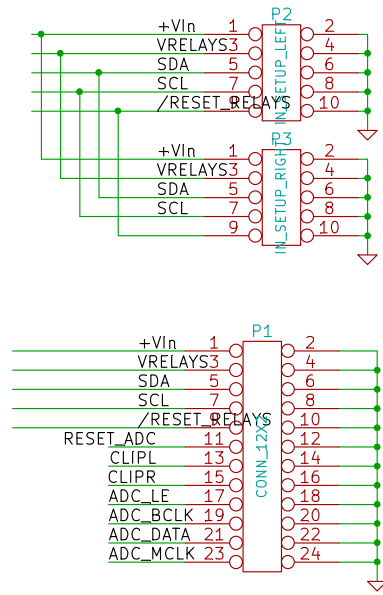 P2
+VIn 1 2
VRELAYS 3 4
SDA 5 6
SCL 7 8
/RESET_RELAYS 9 10
IN_SETUP_LEFT
P3
+VIn 1 2
VRELAYS 3 4
SDA 5 6
SCL 7 8
9 10
IN_SETUP_RIGHT
P1
+VIn 1 2
VRELAYS 3 4
SDA 5 6
SCL 7 8
/RESET_RELAYS 9 10
RESET_ADC 11 12
CLIPL 13 14
CLIPR 15 16
ADC_LE 17 18
ADC_BCLK 19 20
ADC_DATA 21 22
ADC_MCLK 23 24
CONN_12X2